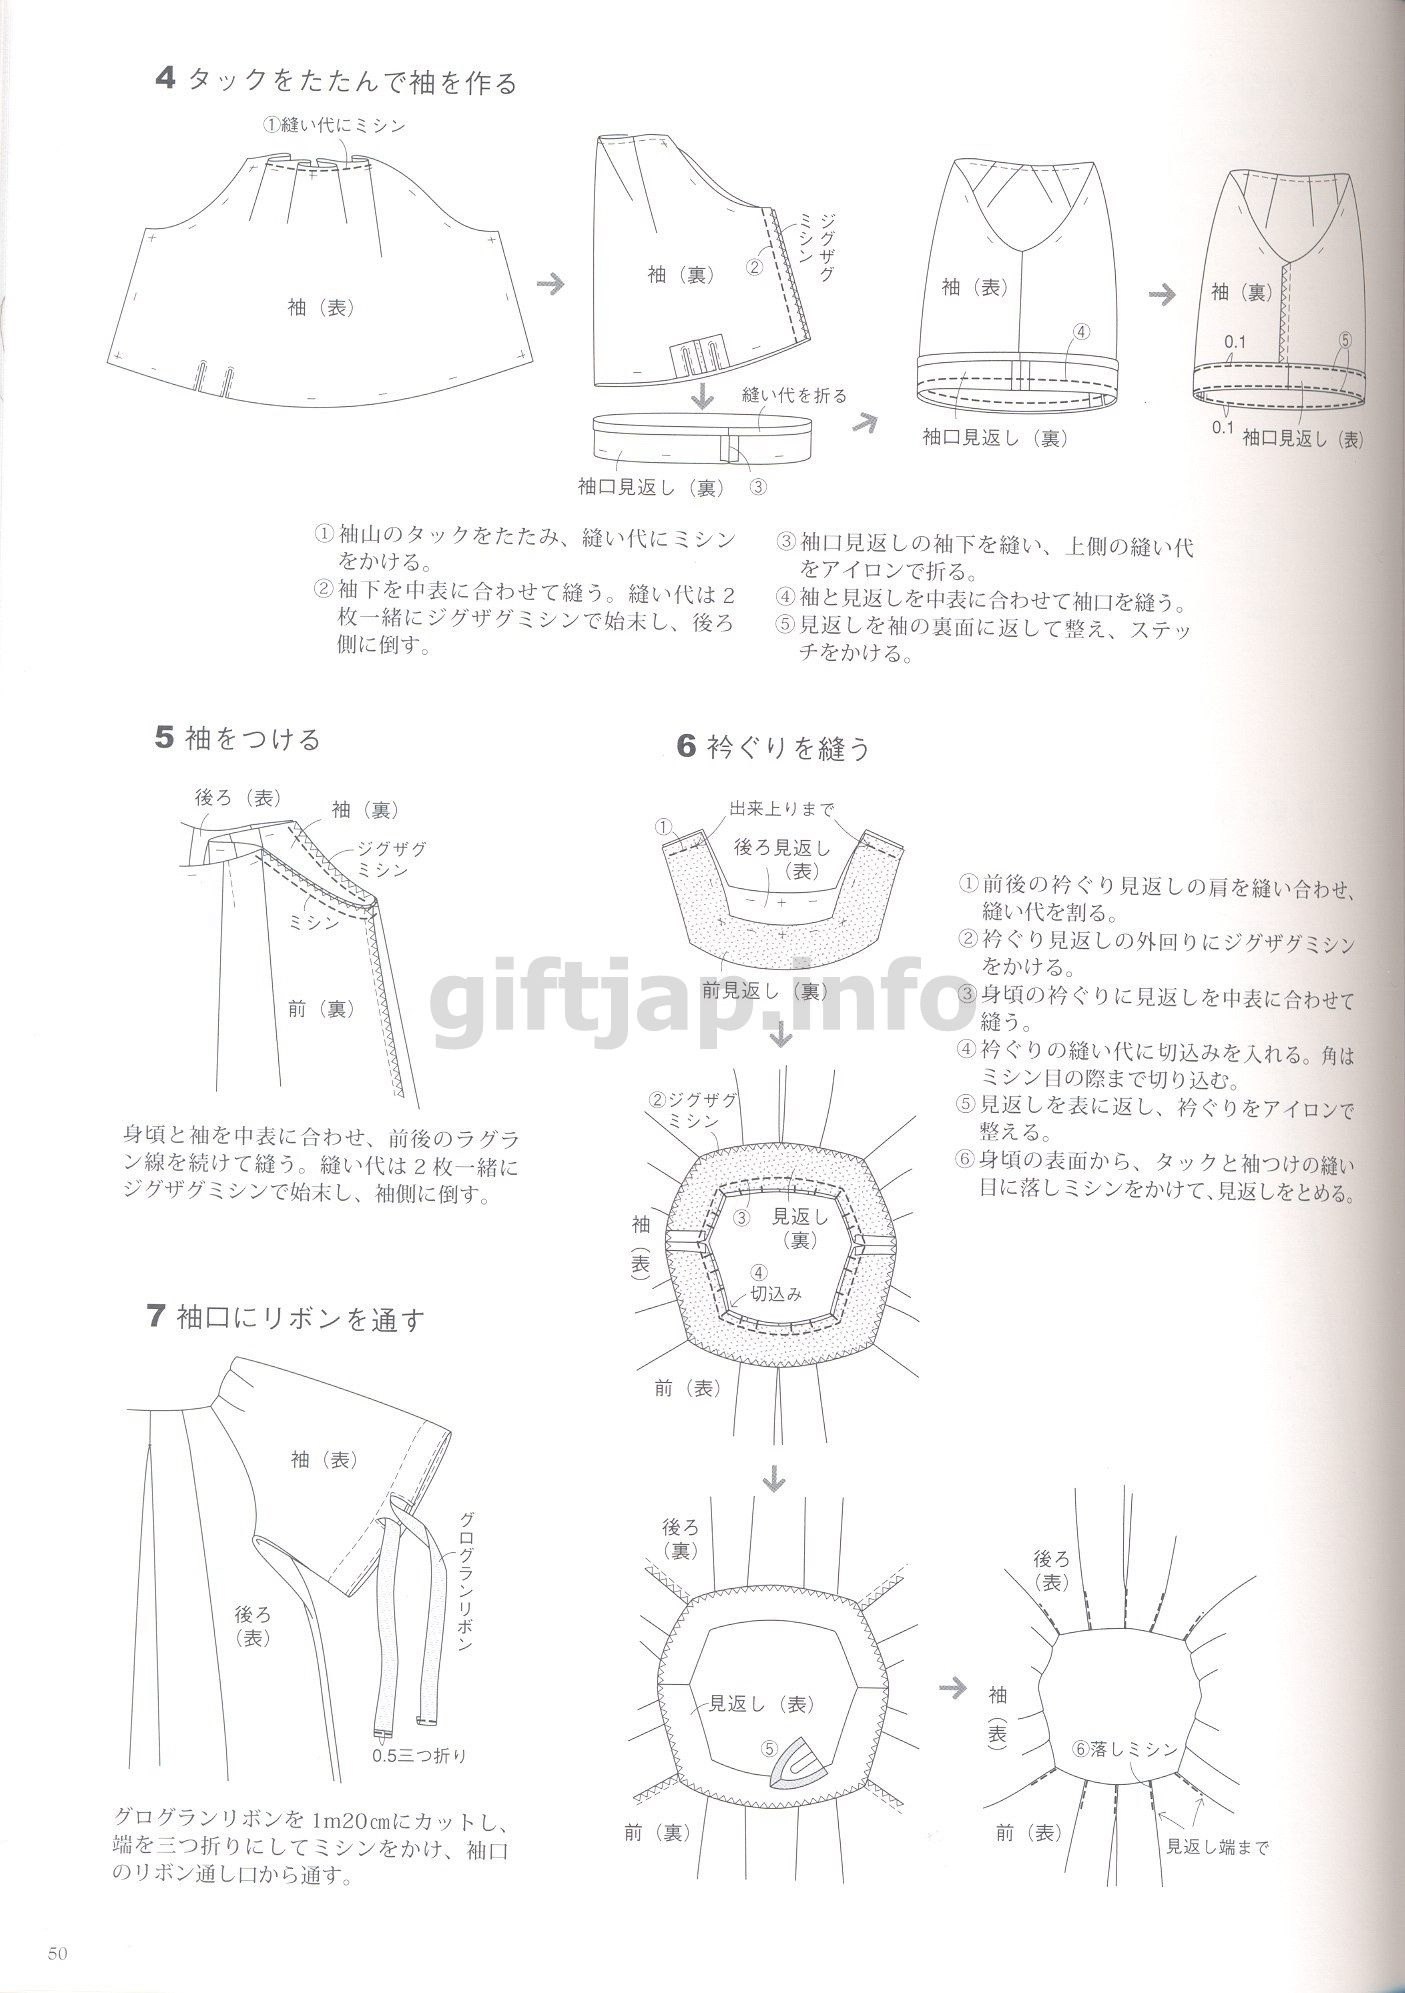 4 タックをたたんで袖を作る
①縫い代にミシン
袖（表）
袖（裏）
②
ジグザグ
ミシン
縫い代を折る
袖口見返し（裏）
③
袖（表）
④
袖口見返し（裏）
袖（裏）
0.1
⑤
0.1
袖口見返し（表）
①袖山のタックをたたみ、縫い代にミシン
をかける。
②袖下を中表に合わせて縫う。縫い代は2
枚一緒にジグザグミシンで始末し、後ろ
側に倒す。
③袖口見返しの袖下を縫い、上側の縫い代
をアイロンで折る。
④袖と見返しを中表に合わせて袖口を縫う。
⑤見返しを袖の裏面に返して整え、ステッ
チをかける。
5 袖をつける
後ろ（表）
袖（裏）
ジグザグ
ミシン
ミシン
前（裏）
身頃と袖を中表に合わせ、前後のラグラ
ン線を続けて縫う。縫い代は2枚一緒に
ジグザグミシンで始末し、袖側に倒す。
6 衿ぐりを縫う
出来上りまで
①
後ろ見返し
（表）
前見返し（裏）
giftjap.info
②ジグザグ
ミシン
③
見返し
（裏）
袖（表）
④
切込み
前（表）
①前後の衿ぐり見返しの肩を縫い合わせ、
縫い代を割る。
②衿ぐり見返しの外回りにジグザグミシン
をかける。
③身頃の衿ぐりに見返しを中表に合わせて
縫う。
④衿ぐりの縫い代に切込みを入れる。角は
ミシン目の際まで切り込む。
⑤見返しを表に返し、衿ぐりをアイロンで
整える。
⑥身頃の表面から、タックと袖つけの縫い
目に落しミシンをかけて、見返しをとめる。
後ろ
（裏）
見返し（表）
⑤
前（裏）
後ろ
（表）
袖（表）
⑥落しミシン
前（表）
見返し端まで
7 袖口にリボンを通す
袖（表）
グログランリボン
後ろ
（表）
0.5三つ折り
グログランリボンを1m20㎝にカットし、
端を三つ折りにしてミシンをかけ、袖口
のリボン通し口から通す。
50